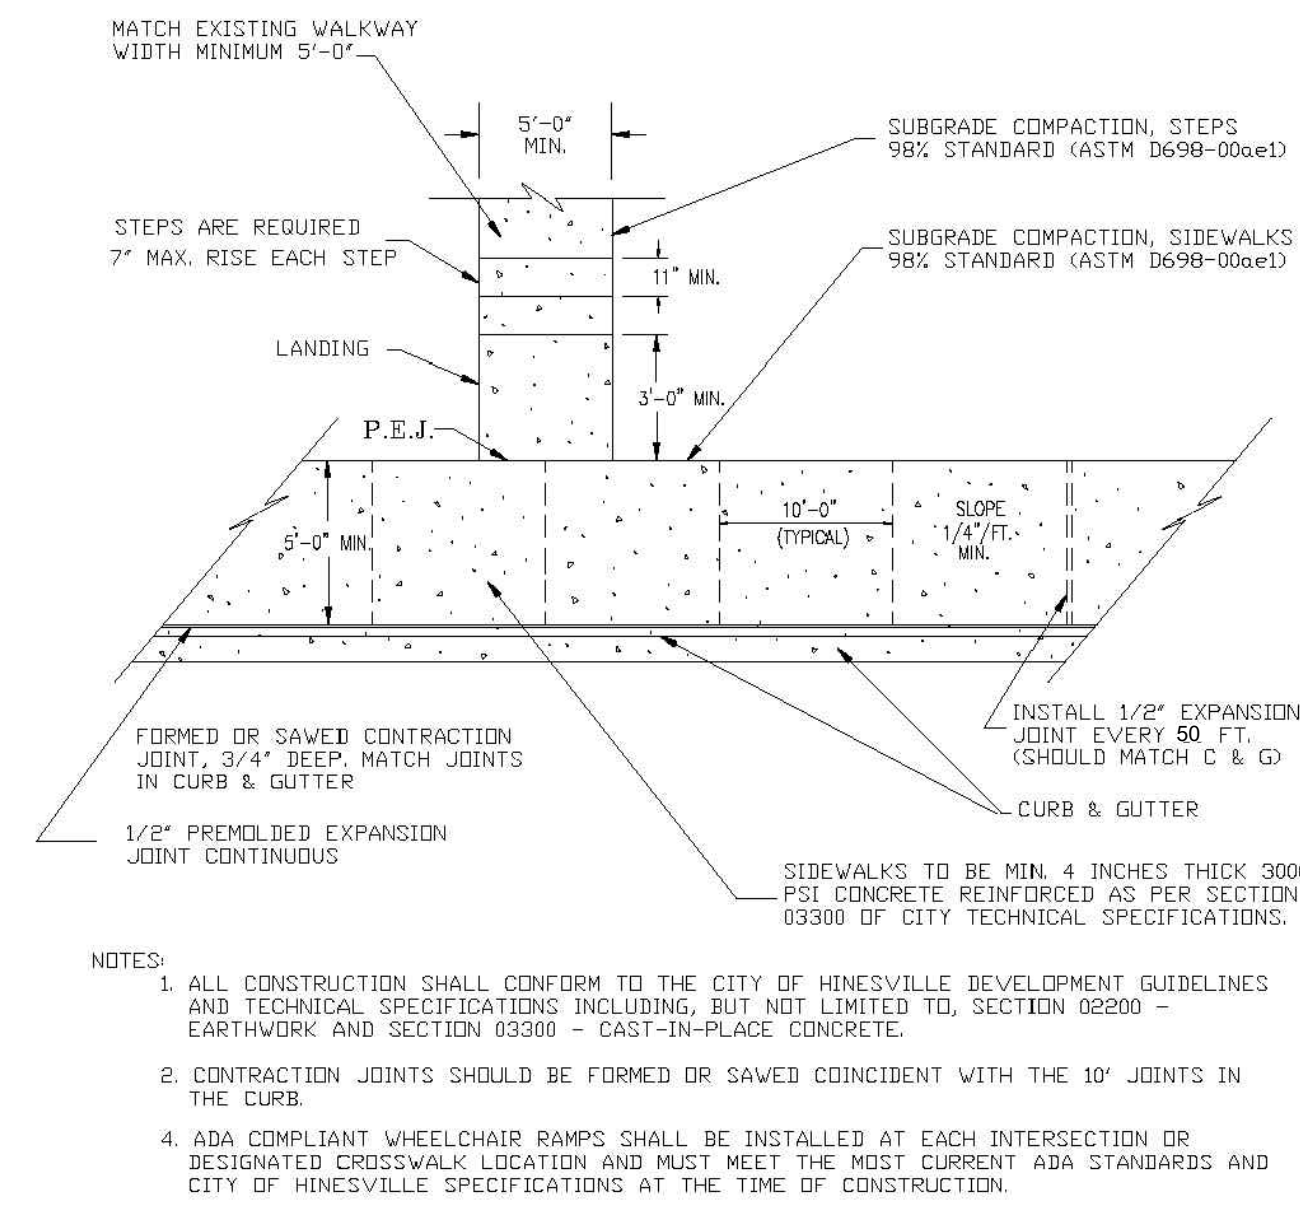 MATCH EXISTING WALKWAY
WIDTH MINIMUM 5'-0"
5'-0"
MIN.
SUBGRADE COMPACTION, STEPS
98% STANDARD (ASTM D698-00ae1)
STEPS ARE REQUIRED
7" MAX. RISE EACH STEP
SUBGRADE COMPACTION, SIDEWALKS
98% STANDARD (ASTM D698-00ae1)
11" MIN.
LANDING
3'-0" MIN.
P.E.J.
5'-0" MIN.
10'-0"
(TYPICAL)
SLOPE
1/4"/FT.
MIN.
FORMED OR SAWED CONTRACTION
JOINT, 3/4" DEEP. MATCH JOINTS
IN CURB & GUTTER
1/2" PREMOLDED EXPANSION
JOINT CONTINUOUS
INSTALL 1/2" EXPANSION
JOINT EVERY 50 FT.
(SHOULD MATCH C & G)
CURB & GUTTER
SIDEWALKS TO BE MIN. 4 INCHES THICK 3000
PSI CONCRETE REINFORCED AS PER SECTION
03300 OF CITY TECHNICAL SPECIFICATIONS.
NOTES:
1. ALL CONSTRUCTION SHALL CONFORM TO THE CITY OF HINESVILLE DEVELOPMENT GUIDELINES
AND TECHNICAL SPECIFICATIONS INCLUDING, BUT NOT LIMITED TO, SECTION 02200 -
EARTHWORK AND SECTION 03300 - CAST-IN-PLACE CONCRETE.
2. CONTRACTION JOINTS SHOULD BE FORMED OR SAWED COINCIDENT WITH THE 10' JOINTS IN
THE CURB.
4. ADA COMPLIANT WHEELCHAIR RAMPS SHALL BE INSTALLED AT EACH INTERSECTION OR
DESIGNATED CROSSWALK LOCATION AND MUST MEET THE MOST CURRENT ADA STANDARDS AND
CITY OF HINESVILLE SPECIFICATIONS AT THE TIME OF CONSTRUCTION.